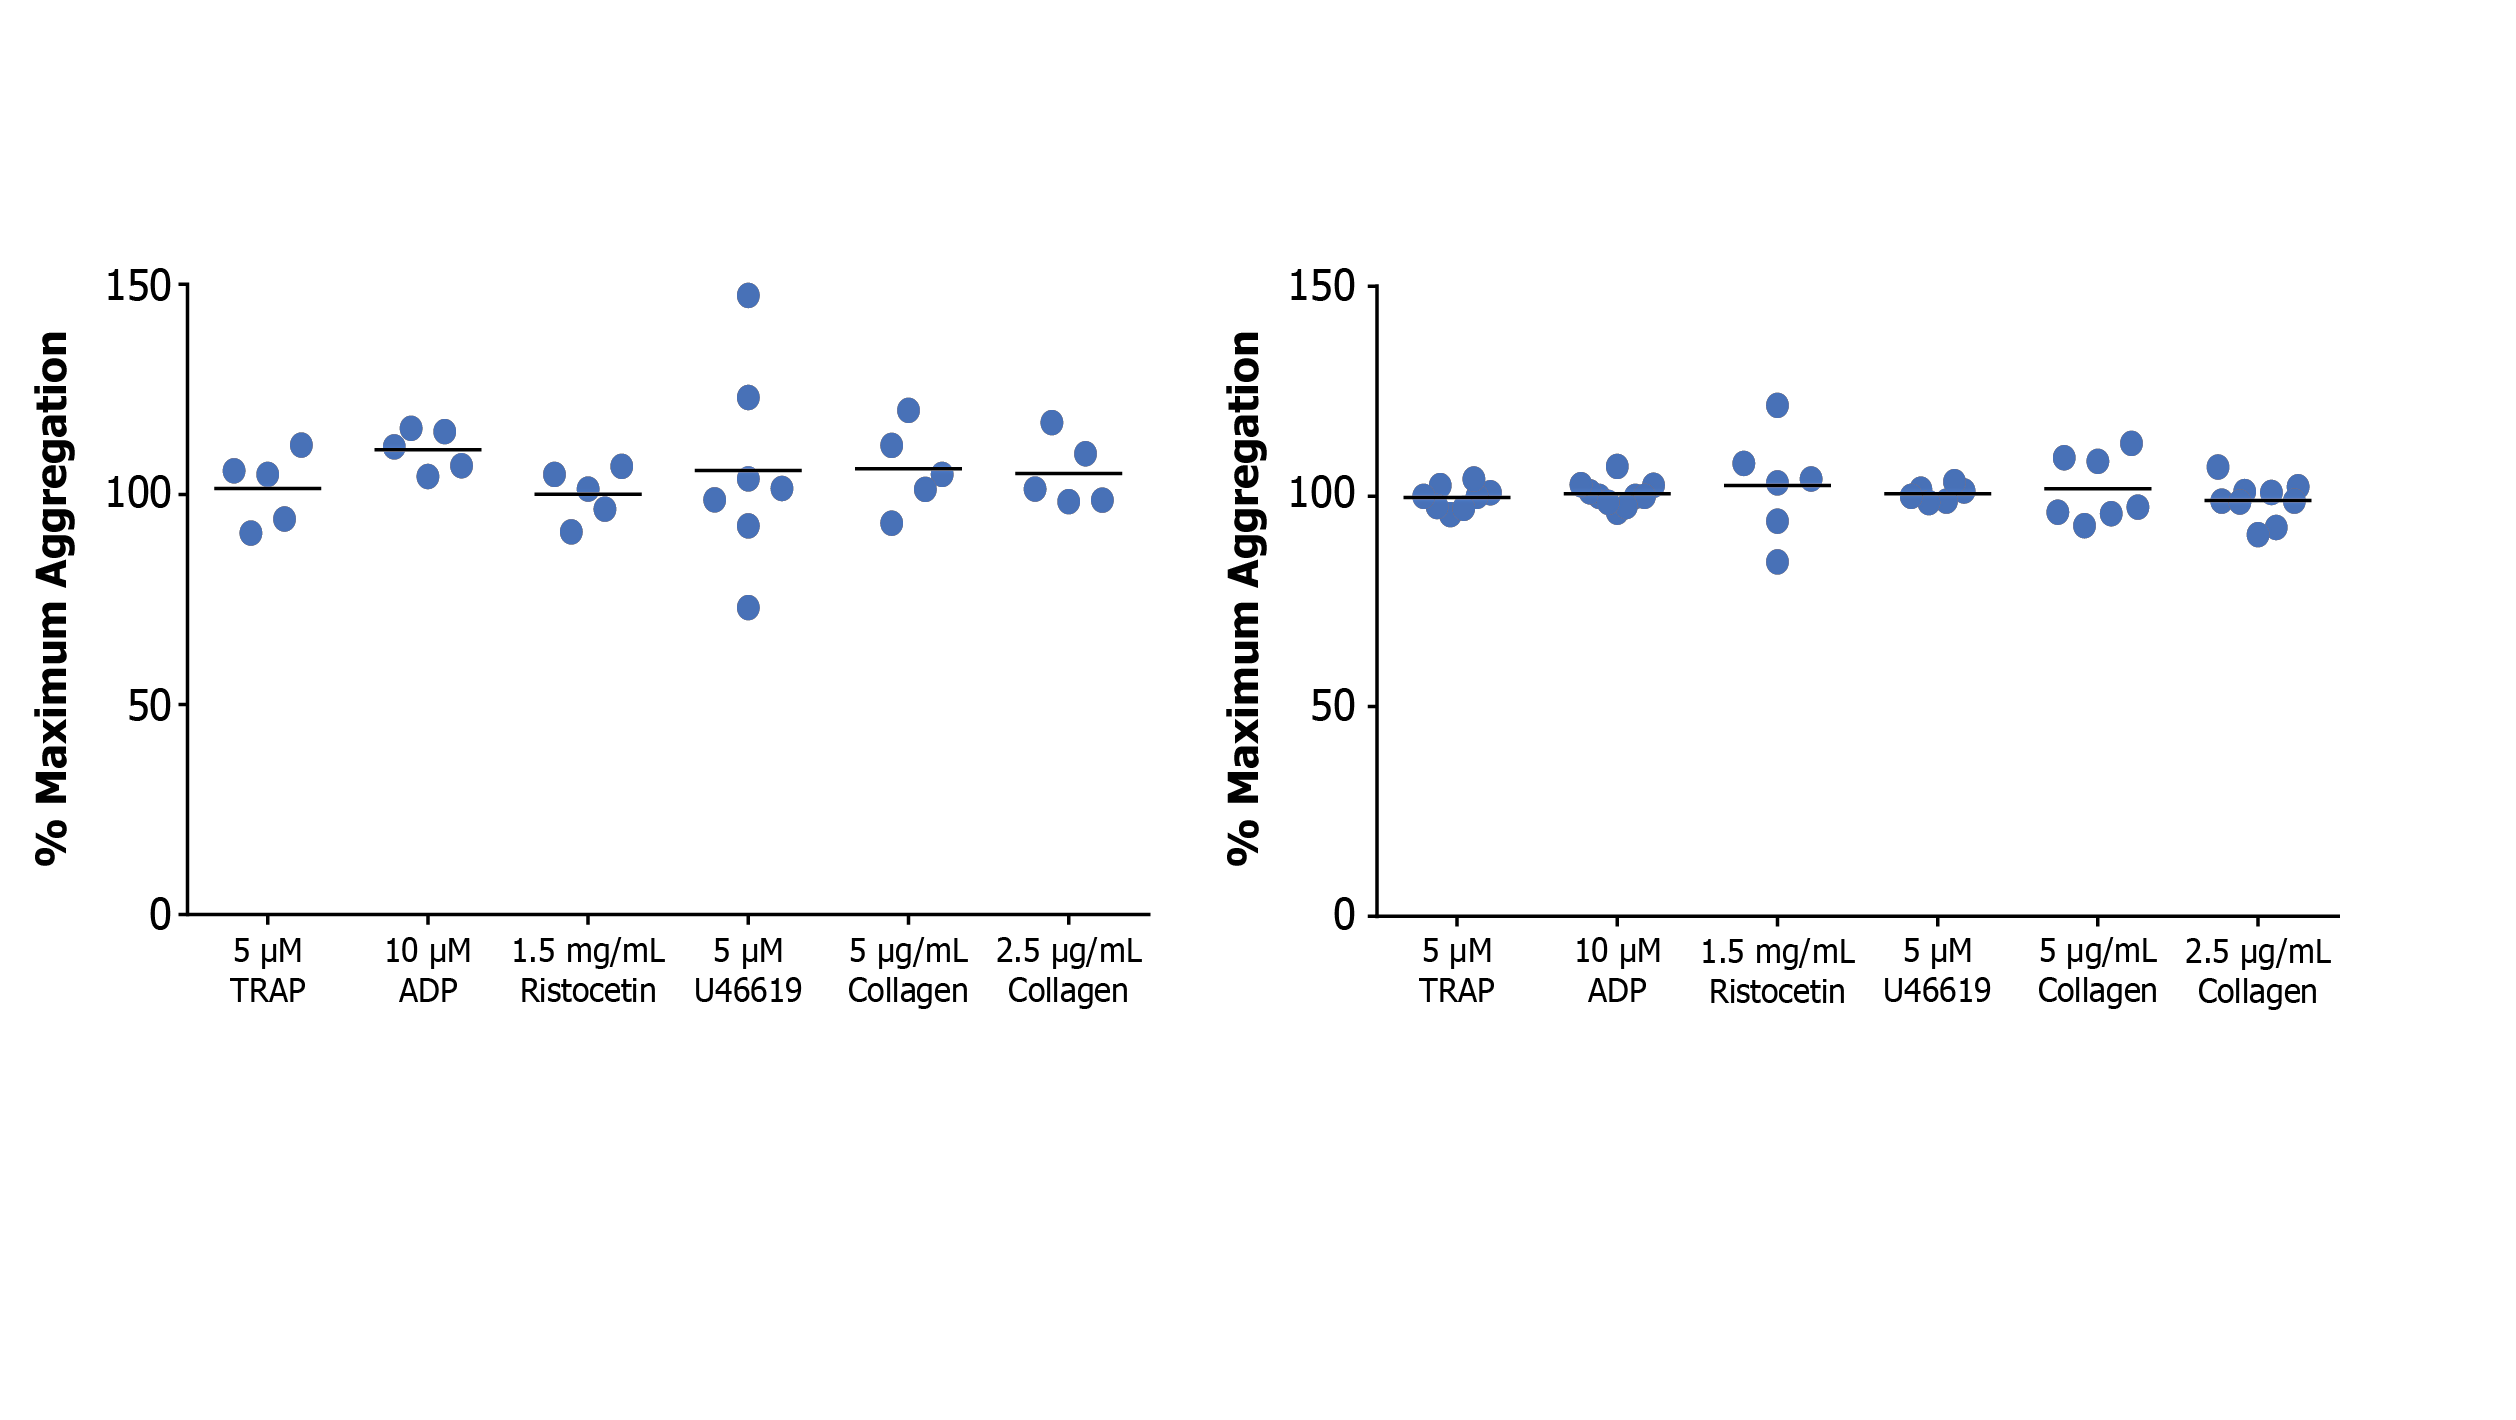 % Maximum Aggregation
150
100
50
0
5 µM
TRAP
10 µM
ADP
1.5 mg/mL
Ristocetin
5 µM
U46619
5 µg/mL
Collagen
2.5 µg/mL
Collagen
% Maximum Aggregation
150
100
50
0
5 µM
TRAP
10 µM
ADP
1.5 mg/mL
Ristocetin
5 µM
U46619
5 µg/mL
Collagen
2.5 µg/mL
Collagen